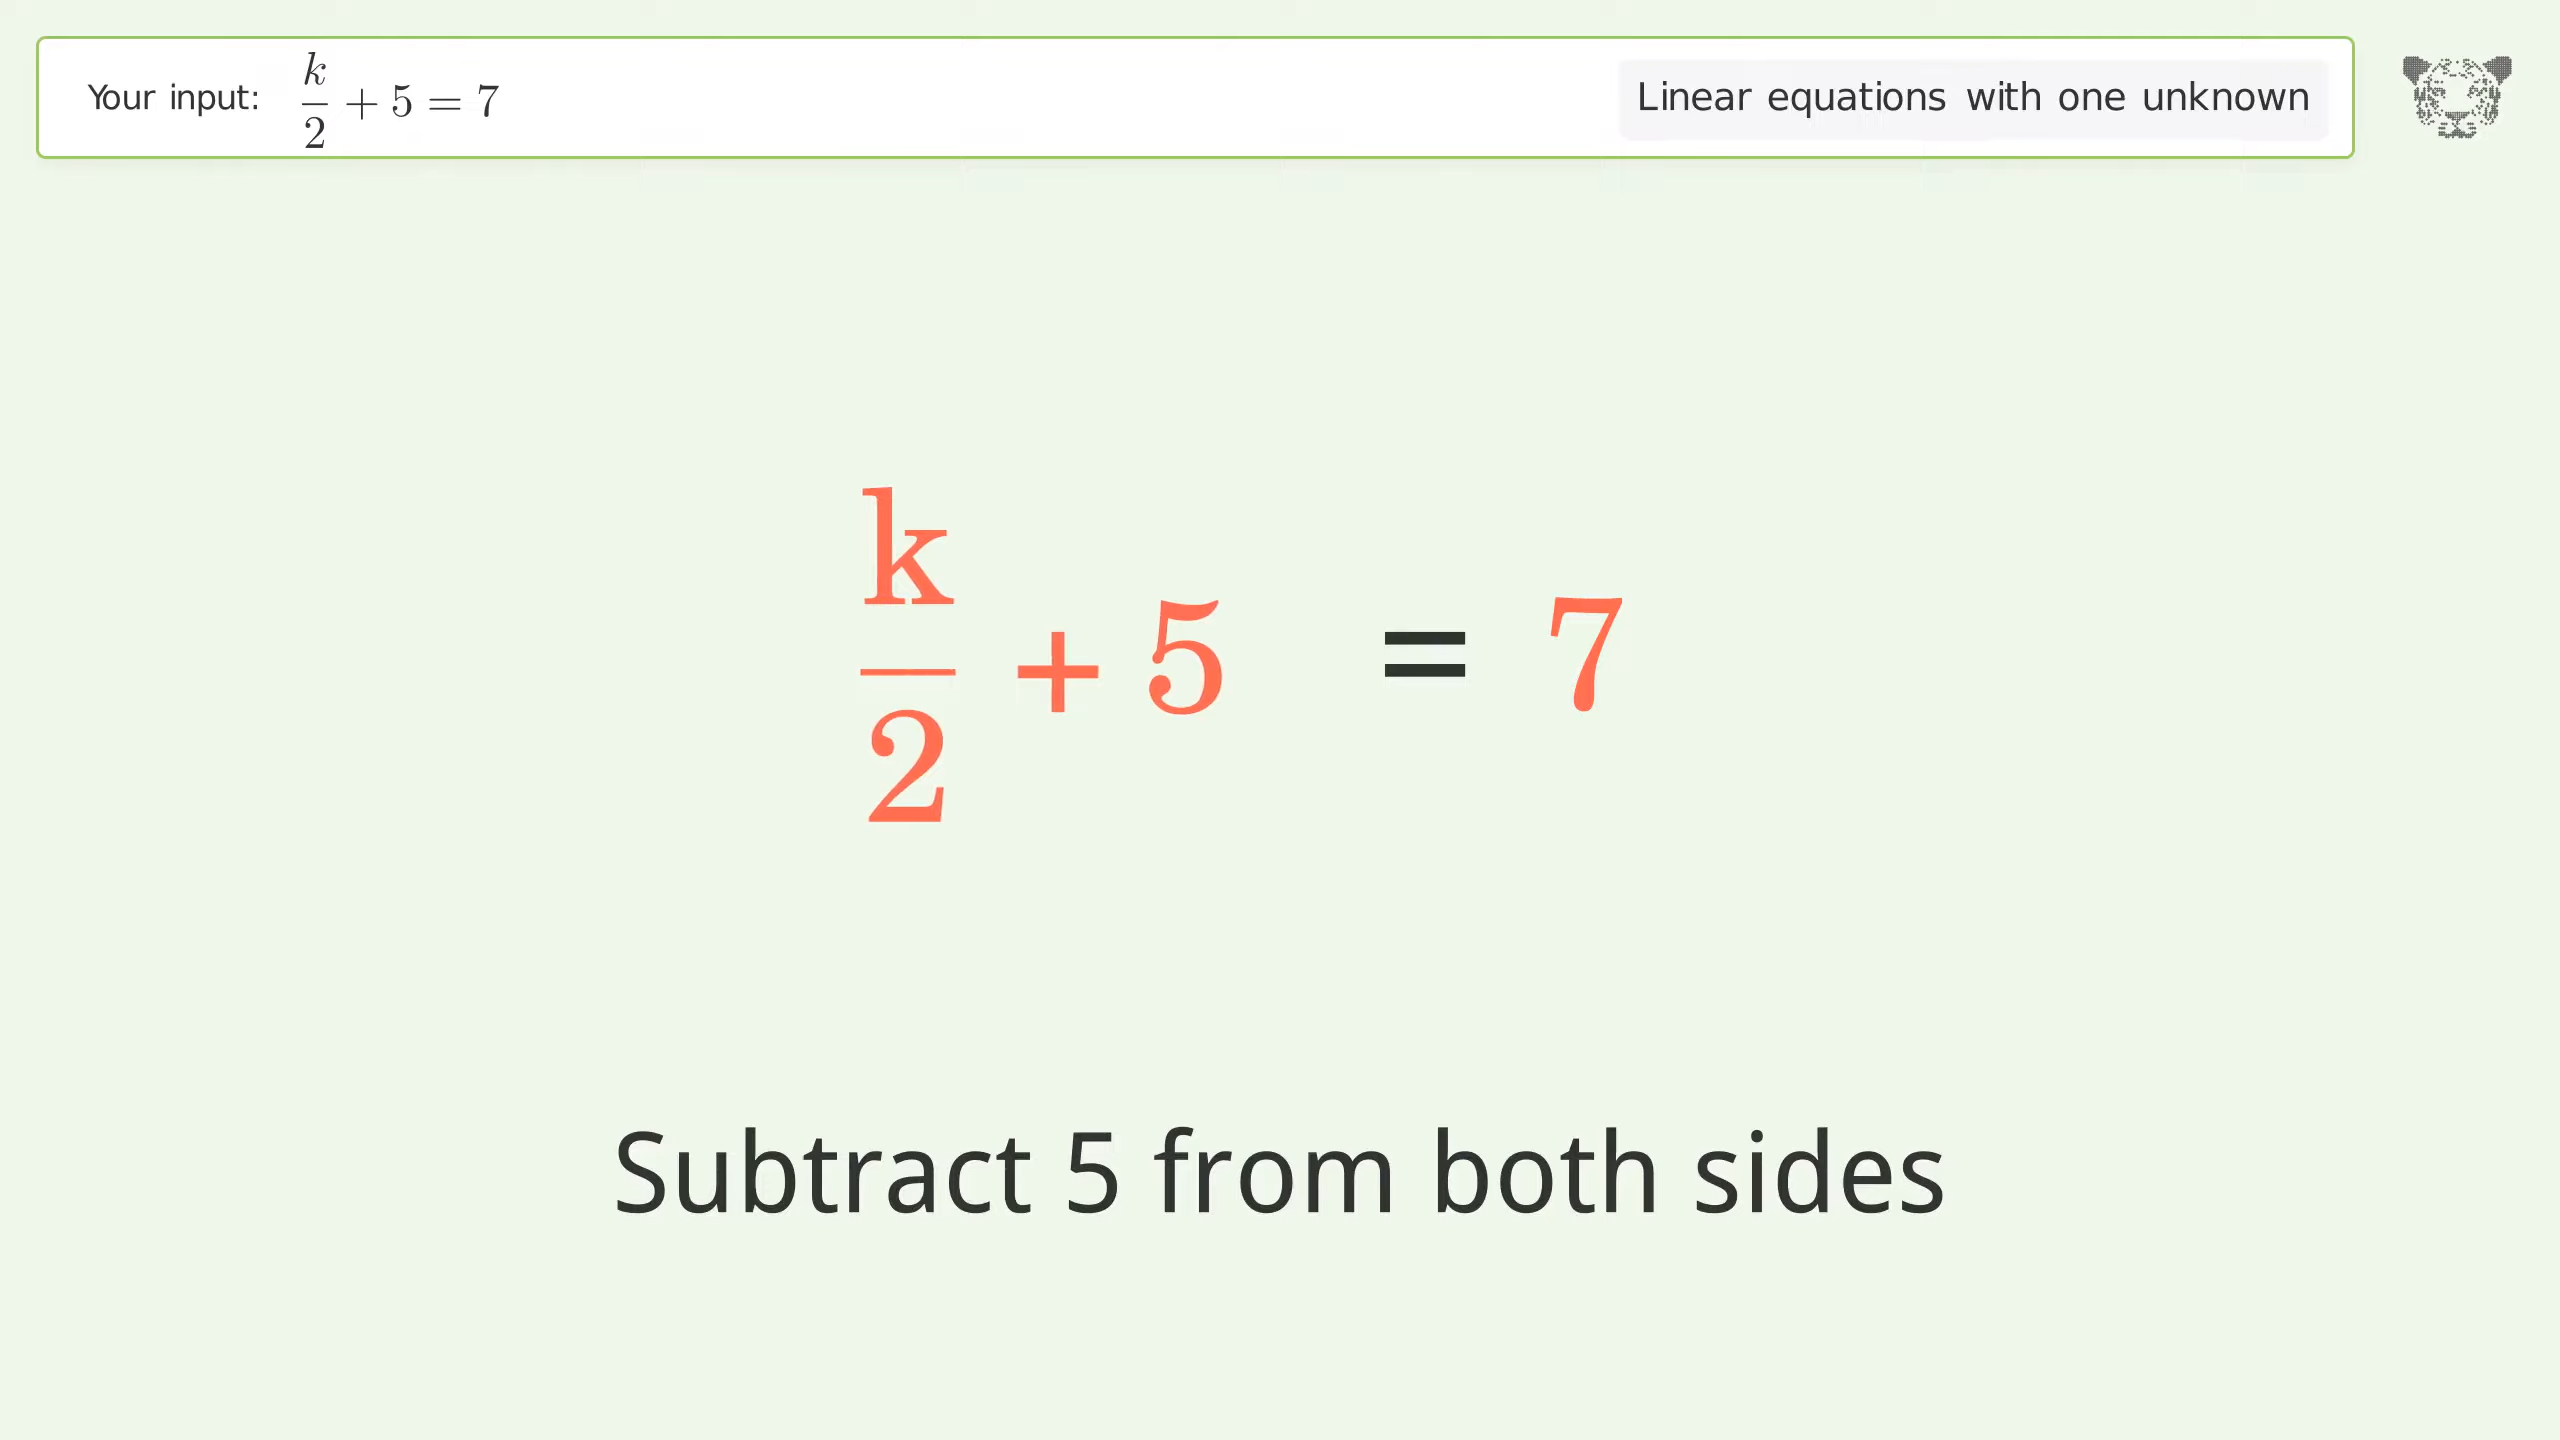 Your input: k/2 + 5 = 7
Linear equations with one unknown
k/2 + 5 = 7
Subtract 5 from both sides